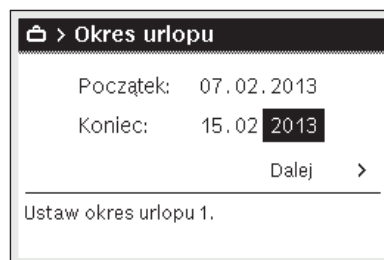 > Okres urlopu
Początek: 07.02.2013
Koniec: 15.02 2013
Dalej >
Ustaw okres urlopu 1.